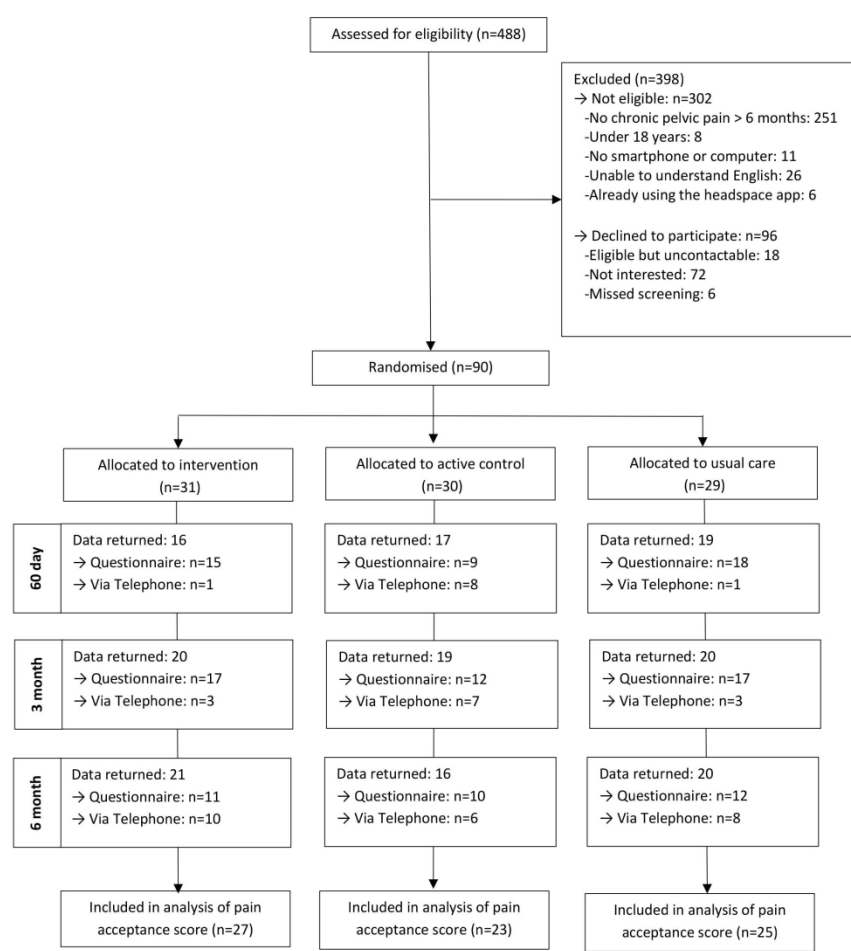 Assessed for eligibility (n=488)
Excluded (n=398)
→ Not eligible: n=302
-No chronic pelvic pain > 6 months: 251
-Under 18 years: 8
-No smartphone or computer: 11
-Unable to understand English: 26
-Already using the headspace app: 6
→ Declined to participate: n=96
-Eligible but uncontactable: 18
-Not interested: 72
-Missed screening: 6
Randomised (n=90)
Allocated to intervention
(n=31)
Allocated to active control
(n=30)
Allocated to usual care
(n=29)
60 day
Data returned: 16
→ Questionnaire: n=15
→ Via Telephone: n=1
Data returned: 17
→ Questionnaire: n=9
→ Via Telephone: n=8
Data returned: 19
→ Questionnaire: n=18
→ Via Telephone: n=1
3 month
Data returned: 20
→ Questionnaire: n=17
→ Via Telephone: n=3
Data returned: 19
→ Questionnaire: n=12
→ Via Telephone: n=7
Data returned: 20
→ Questionnaire: n=17
→ Via Telephone: n=3
6 month
Data returned: 21
→ Questionnaire: n=11
→ Via Telephone: n=10
Data returned: 16
→ Questionnaire: n=10
→ Via Telephone: n=6
Data returned: 20
→ Questionnaire: n=12
→ Via Telephone: n=8
Included in analysis of pain
acceptance score (n=27)
Included in analysis of pain
acceptance score (n=23)
Included in analysis of pain
acceptance score (n=25)